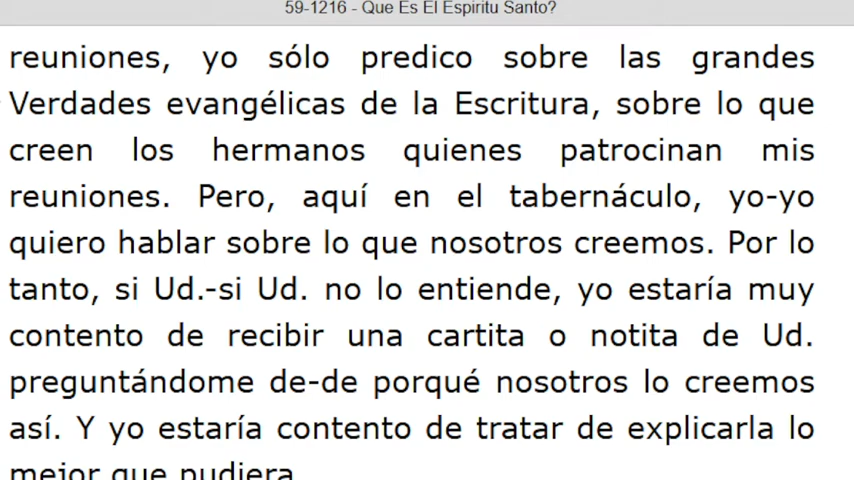 59-1216 - Que Es El Espiritu Santo?
reuniones, yo sólo predico sobre las grandes
Verdades evangélicas de la Escritura, sobre lo que
creen los hermanos quienes patrocinan mis
reuniones. Pero, aquí en el tabernáculo, yo-yo
quiero hablar sobre lo que nosotros creemos. Por lo
tanto, si Ud.-si Ud. no lo entiende, yo estaría muy
contento de recibir una cartita o notita de Ud.
preguntándome de-de porqué nosotros lo creemos
así. Y yo estaría contento de tratar de explicarla lo
mejor que pudiera